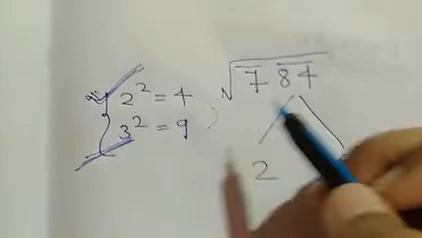 2² = 4
3² = 9
√784
2